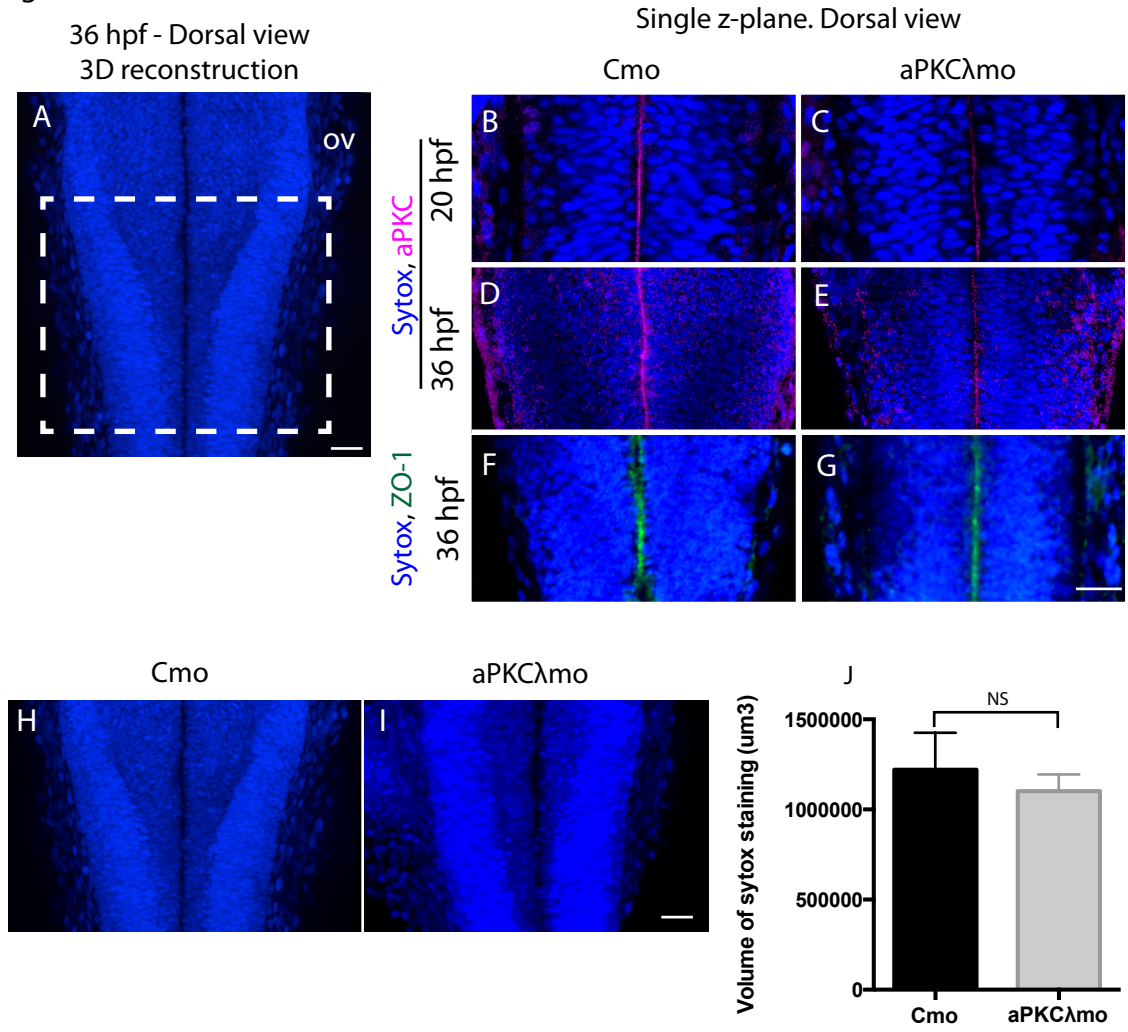 36 hpf - Dorsal view
3D reconstruction
A
ov
Single z-plane. Dorsal view
Cmo
aPKCλmo
Sytox, aPKC
20 hpf
B
C
36 hpf
D
E
Sytox, ZO-1
36 hpf
F
G
Cmo
aPKCλmo
H
I
J
NS
Volume of sytox staining (um3)
1500000
1000000
500000
0
Cmo
aPKCλmo